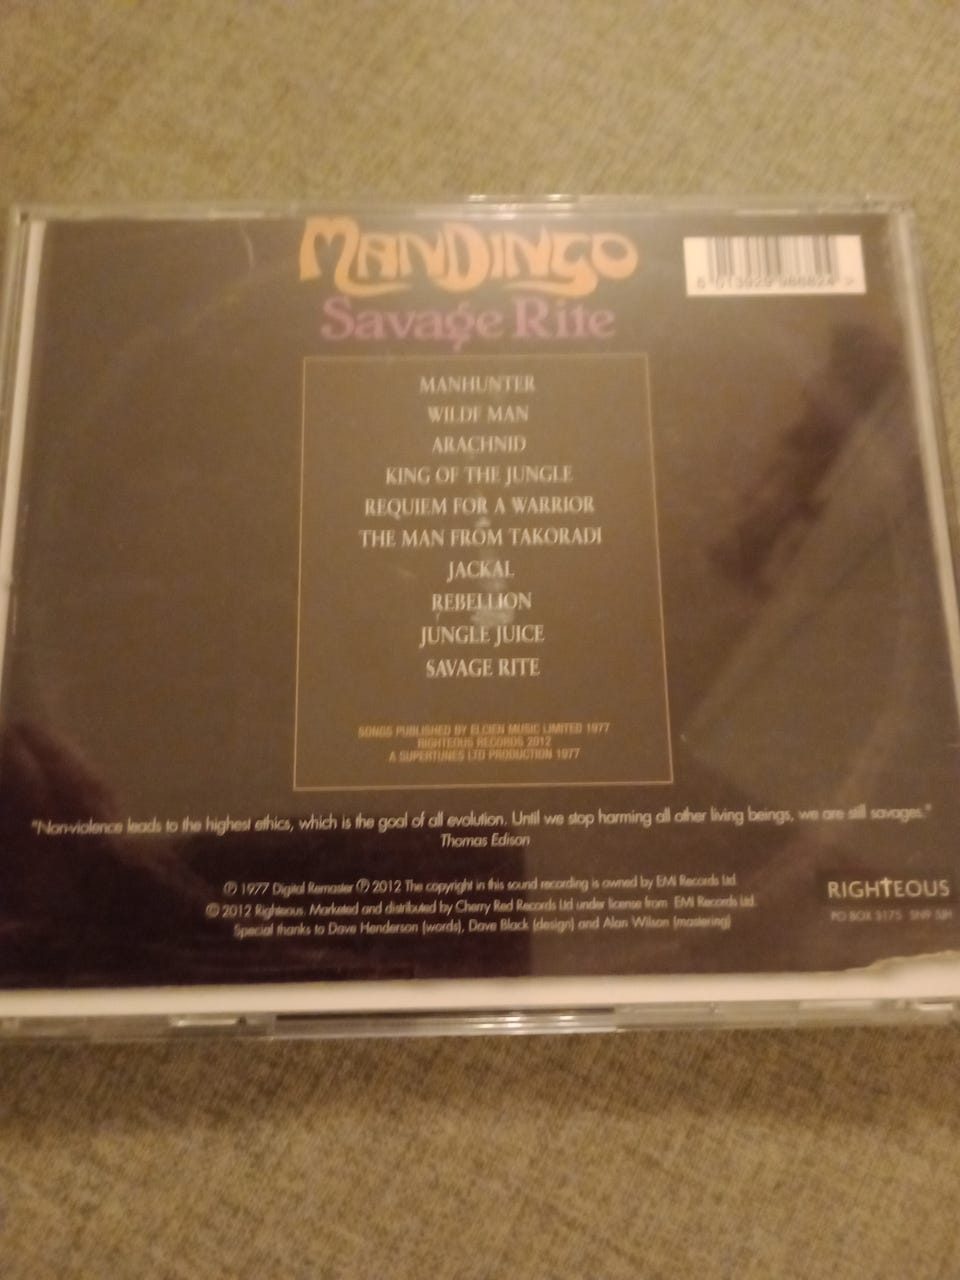 MANDINGO
Savage Rite
MANHUNTER
WILDE MAN
ARACHNID
KING OF THE JUNGLE
REQUIEM FOR A WARRIOR
THE MAN FROM TAKORADI
JACKAL
REBELLION
JUNGLE JUICE
SAVAGE RITE
SONGS PUBLISHED BY ELCIEN MUSIC LIMITED 1977
RIGHTEOUS RECORDS 2012
A SUPERTUNES LTD PRODUCTION 1977
"Non-violence leads to the highest ethics, which is the goal of all evolution. Until we stop harming all other living beings, we are still savages."
Thomas Edison
℗ 1977 Digital Remaster ℗ 2012 The copyright in this sound recording is owned by EMI Records Ltd
© 2012 Righteous. Marketed and distributed by Cherry Red Records Ltd under license from EMI Records Ltd.
Special thanks to Dave Henderson (words), Dave Black (design) and Alan Wilson (mastering)
RIGHTEOUS
PO BOX 3175